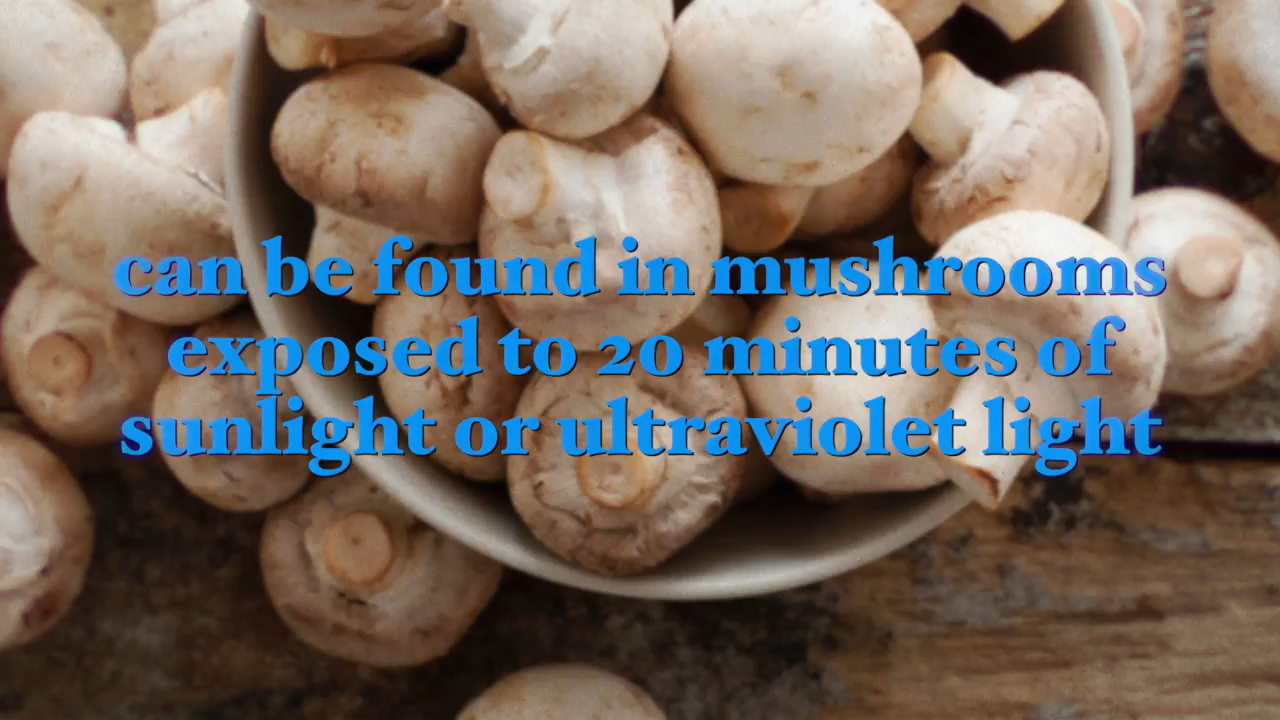 can be found in mushrooms
exposed to 20 minutes of
sunlight or ultraviolet light